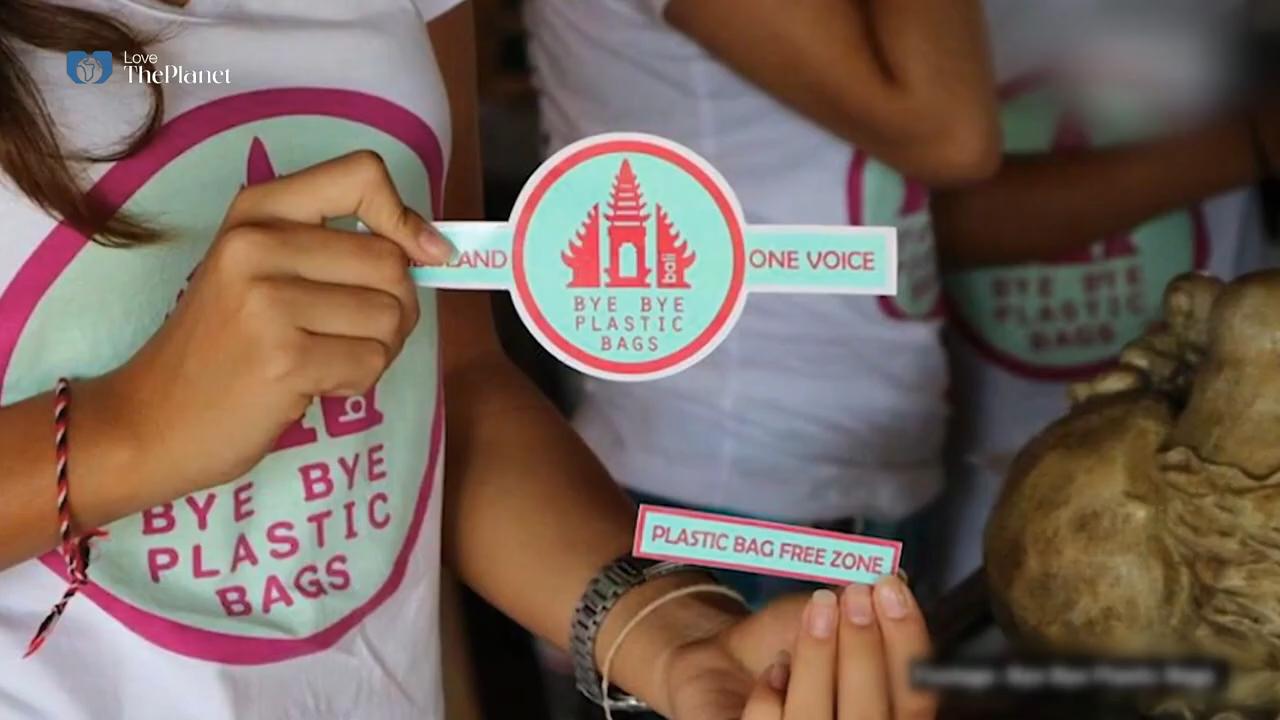 Love
ThePlanet
LAND
bali
BYE BYE
PLASTIC
BAGS
ONE VOICE
PLASTIC BAG FREE ZONE
BYE BYE
PLASTIC
BAGS
BYE BYE
PLASTIC
BAGS